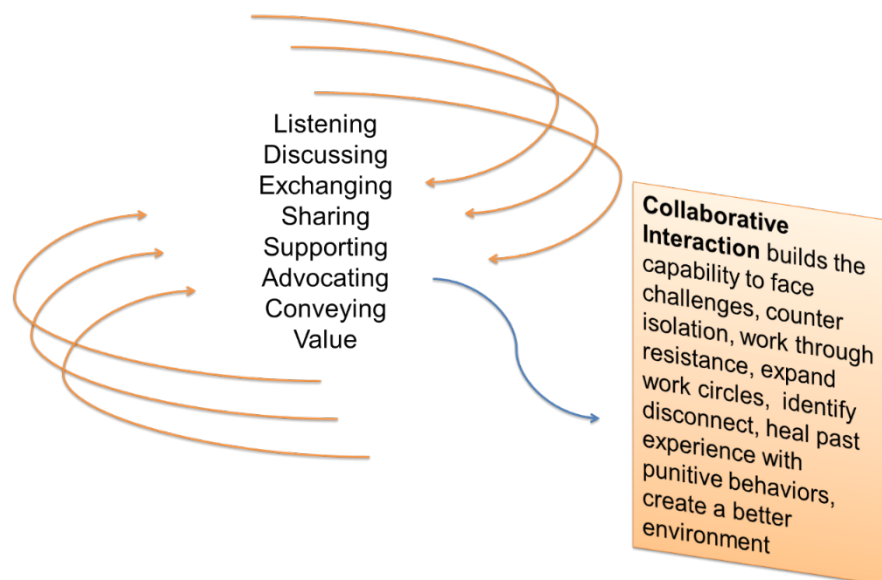 Listening
Discussing
Exchanging
Sharing
Supporting
Advocating
Conveying
Value
Collaborative
Interaction builds the
capability to face
challenges, counter
isolation, work through
resistance, expand
work circles, identify
disconnect, heal past
experience with
punitive behaviors,
create a better
environment